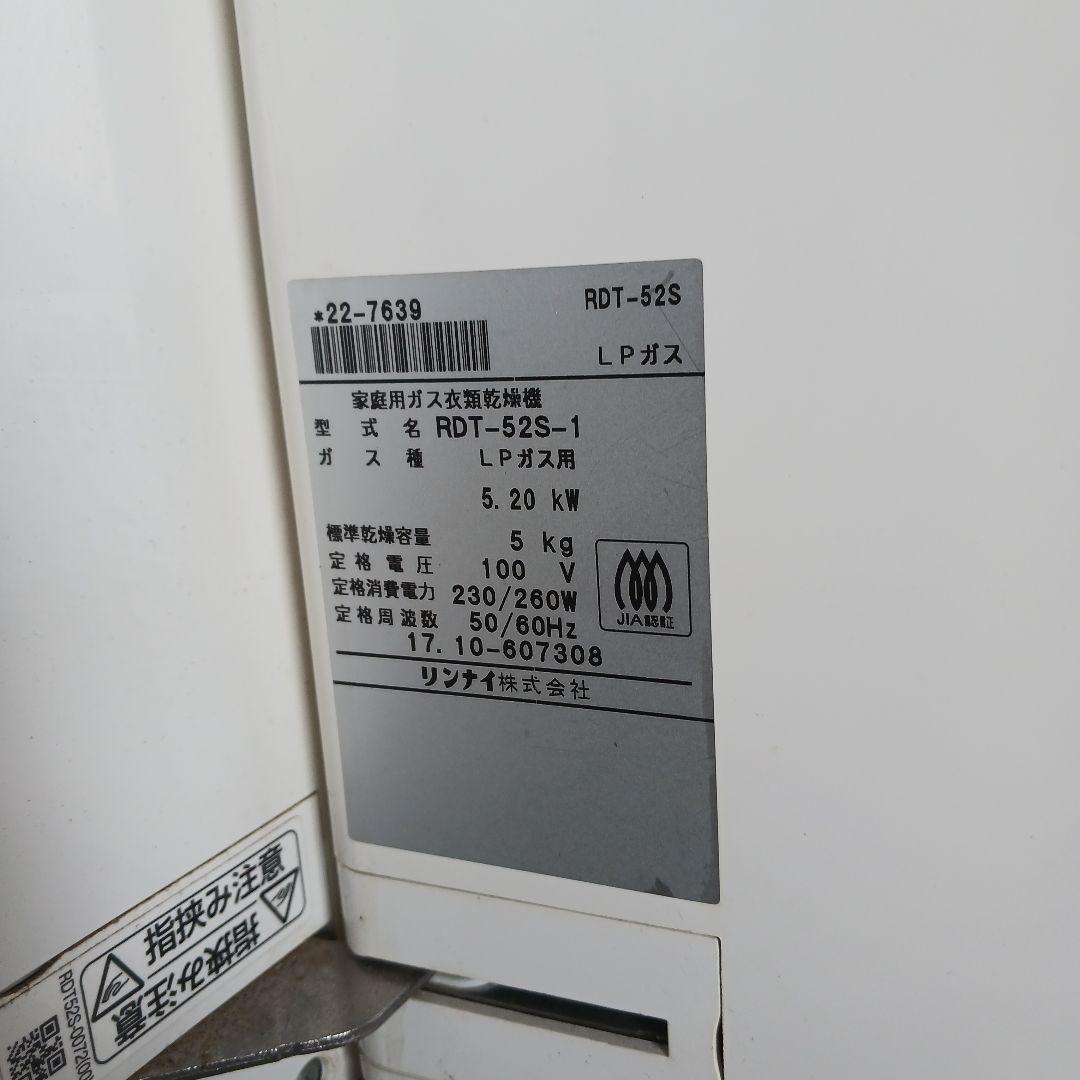 *22-7639
RDT-52S
LPガス
家庭用ガス衣類乾燥機
型式名 RDT-52S-1
ガス種 LPガス用
5.20 kW
標準乾燥容量 5 kg
定格電圧 100 V
定格消費電力 230/260W
定格周波数 50/60Hz
17.10-607308
リンナイ株式会社
JIA認証
指挟み注意
指挟み注意
RDT52S-0072(00)